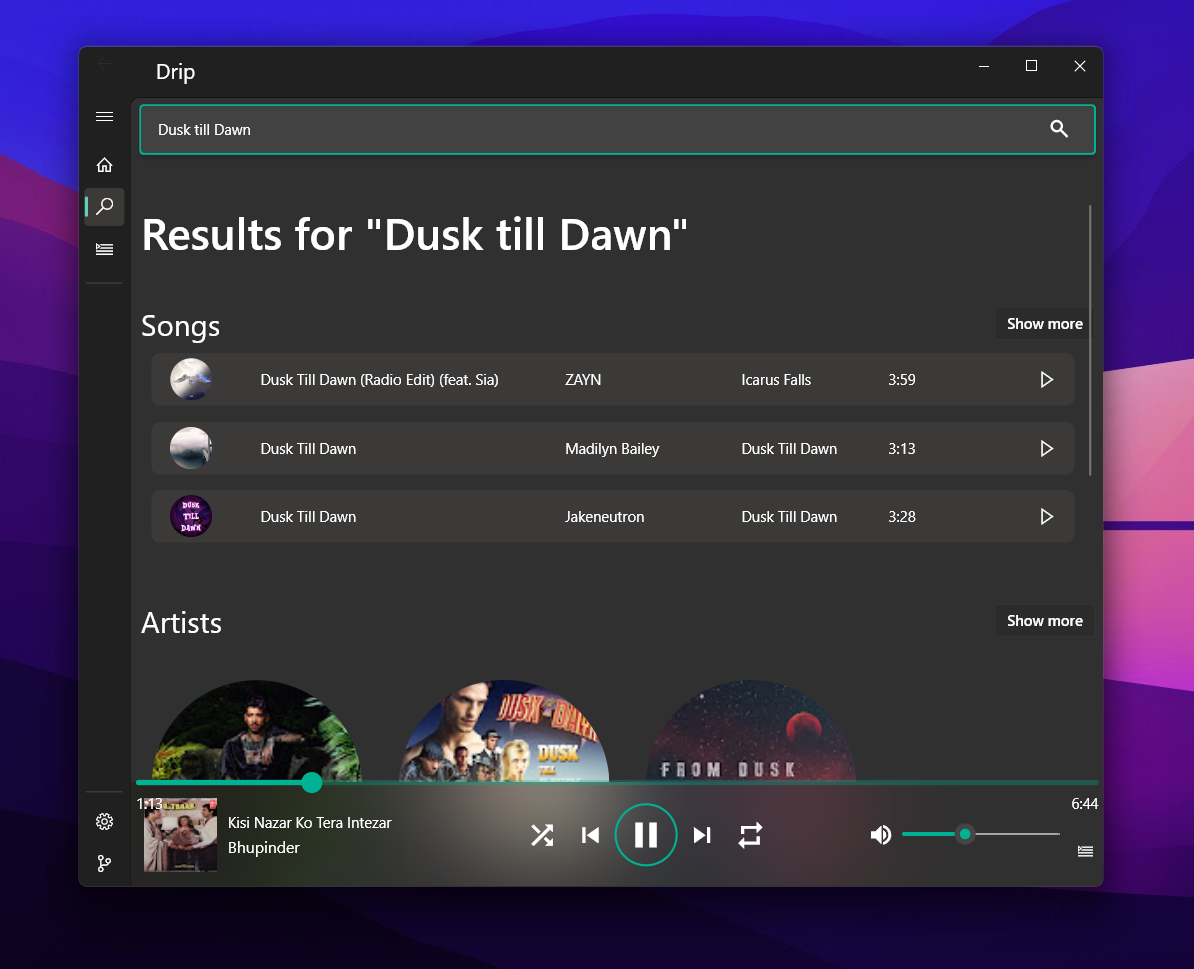 Drip
Dusk till Dawn
Results for "Dusk till Dawn"
Songs
Show more
Dusk Till Dawn (Radio Edit) (feat. Sia) ZAYN Icarus Falls 3:59
Dusk Till Dawn Madilyn Bailey Dusk Till Dawn 3:13
DUSK
TILL
DAWN
Dusk Till Dawn Jakeneutron Dusk Till Dawn 3:28
Artists
Show more
DUSK
DAWN
DUSK
TILL
FROM DUSK
1:13
6:44
Kisi Nazar Ko Tera Intezar
Bhupinder